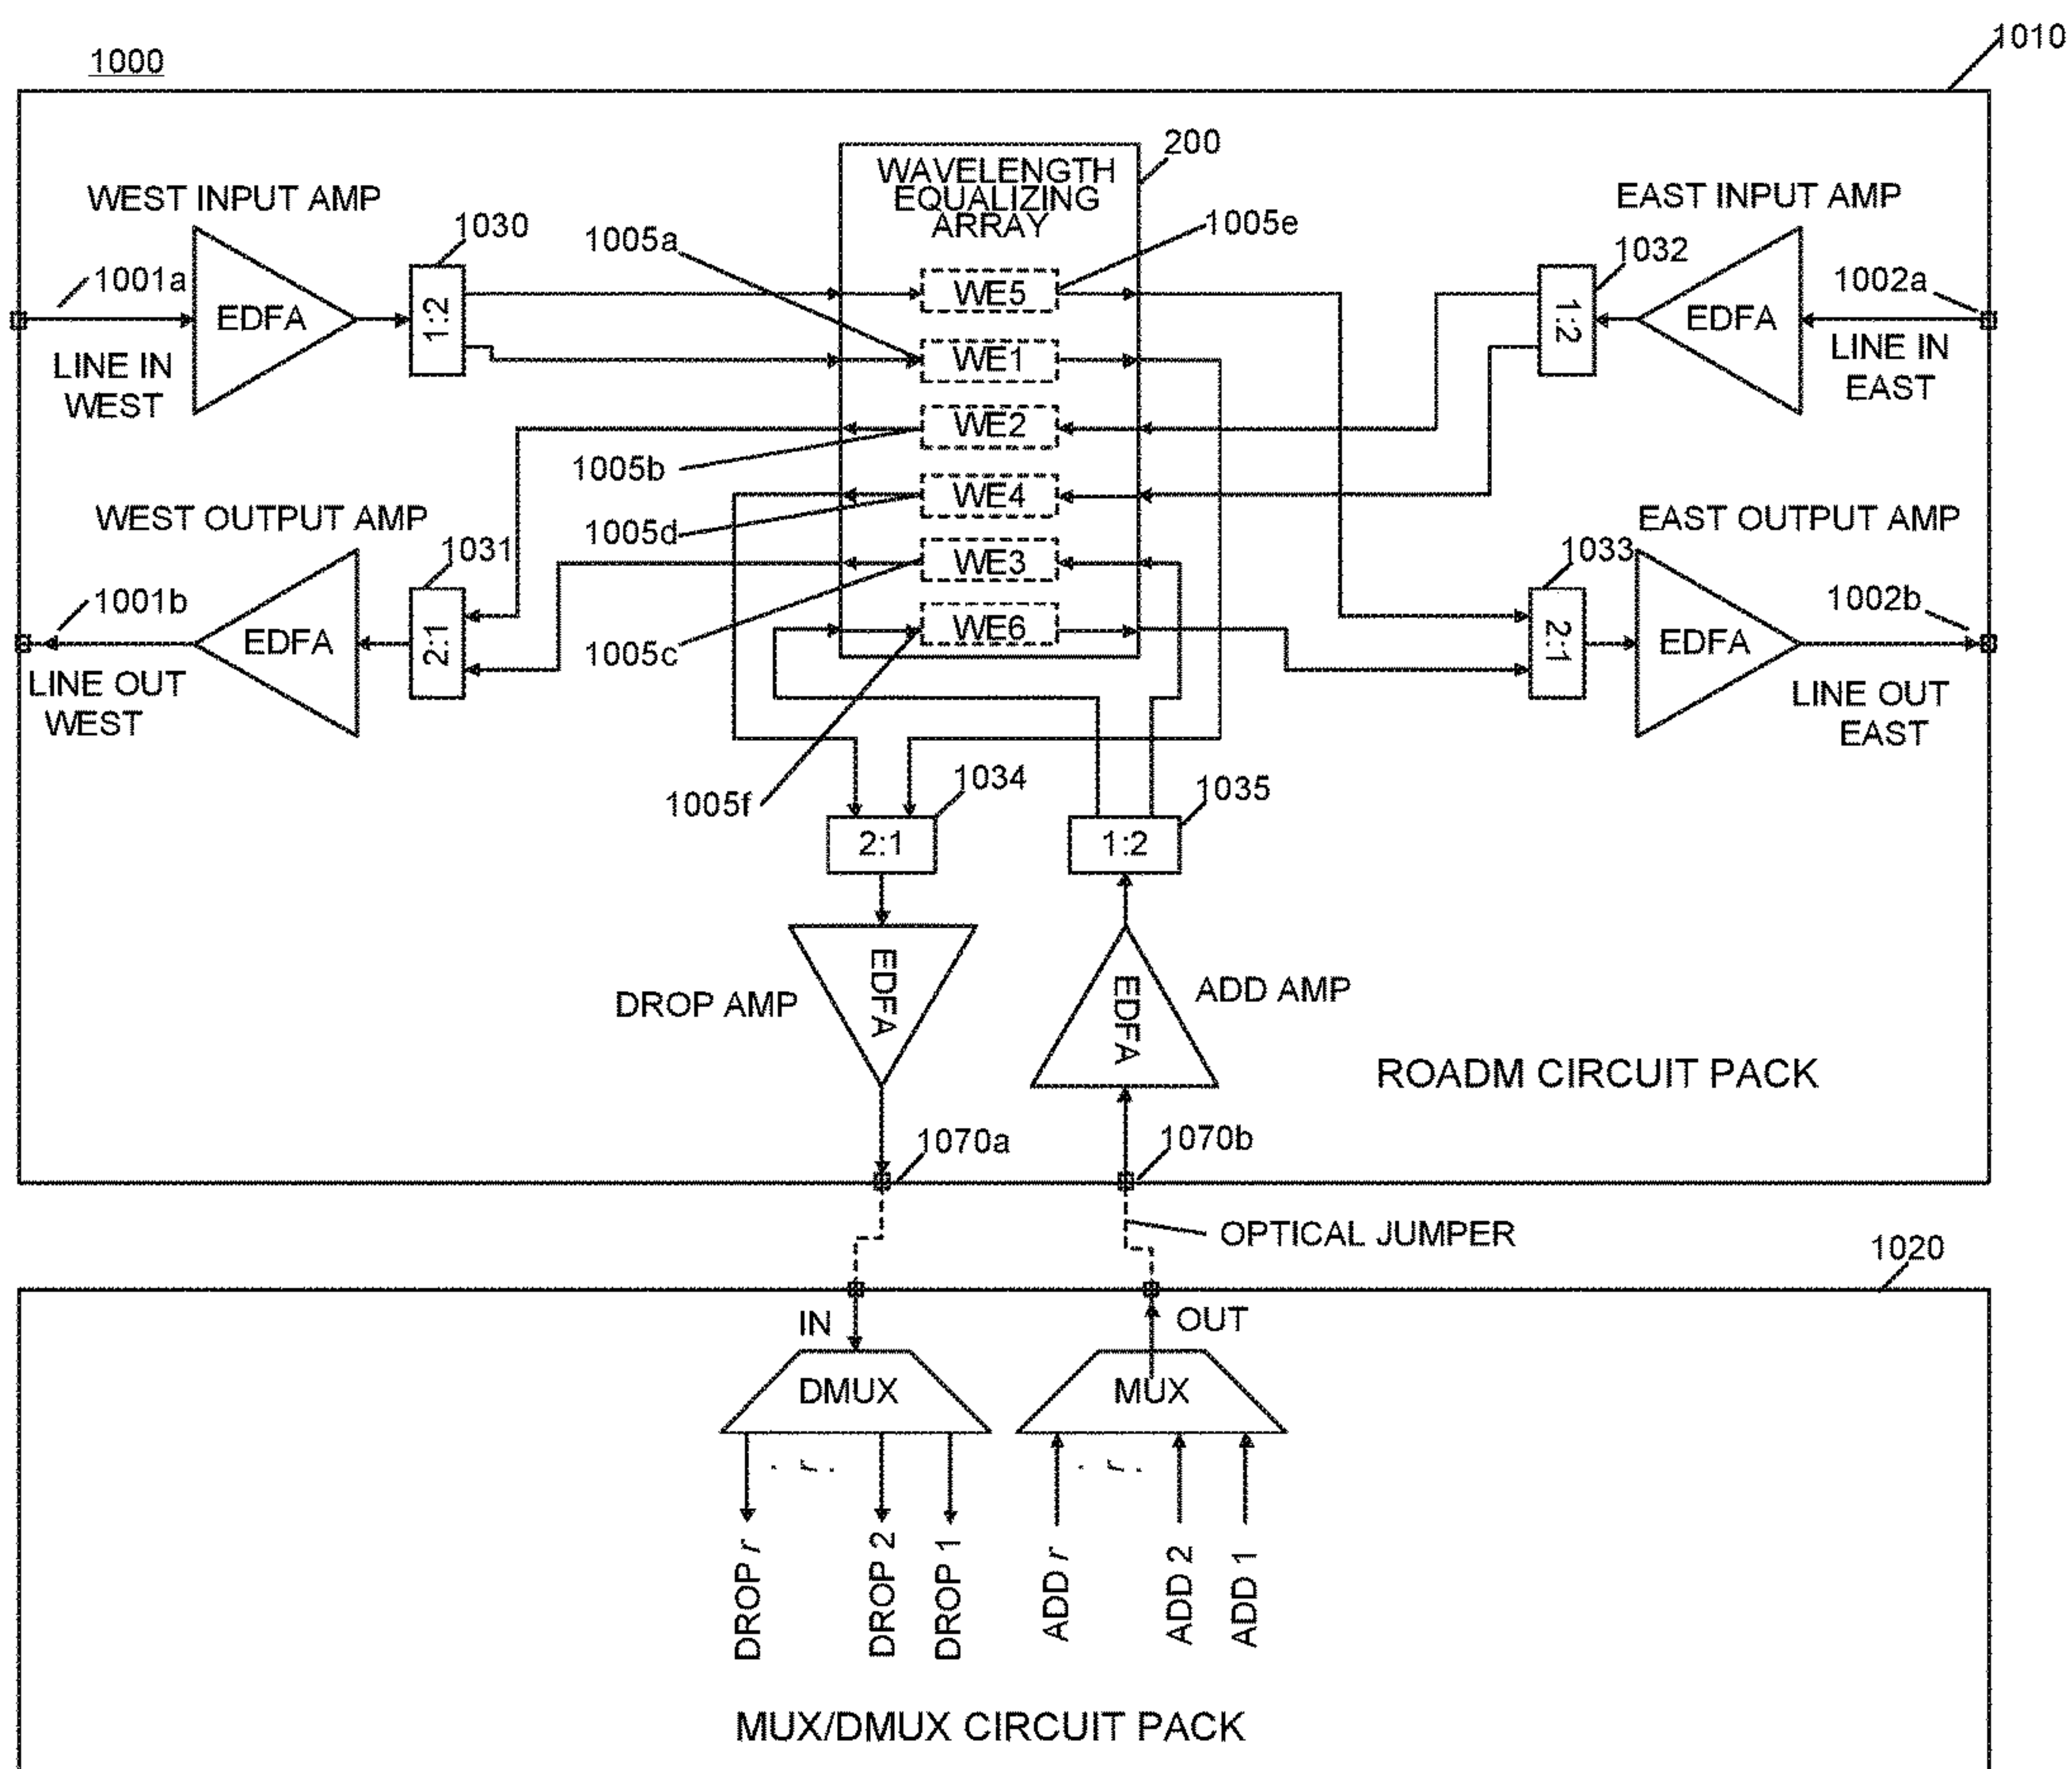 1000
1010
200
WAVELENGTH
EQUALIZING
ARRAY
WEST INPUT AMP
EAST INPUT AMP
1030
1005a
1005e
1032
1001a
1002a
EDFA
1:2
WE5
1:2
EDFA
LINE IN
WEST
WE1
LINE IN
EAST
WE2
1005b
WE4
1005d
WEST OUTPUT AMP
EAST OUTPUT AMP
1031
WE3
1033
1001b
1002b
EDFA
2:1
WE6
2:1
EDFA
1005c
LINE OUT
WEST
LINE OUT
EAST
1005f
1034
1035
2:1
1:2
EDFA
EDFA
DROP AMP
ADD AMP
ROADM CIRCUIT PACK
1070a
1070b
OPTICAL JUMPER
1020
IN
OUT
DMUX
MUX
. r .
. r .
DROP r
DROP 2
DROP 1
ADD r
ADD 2
ADD 1
MUX/DMUX CIRCUIT PACK